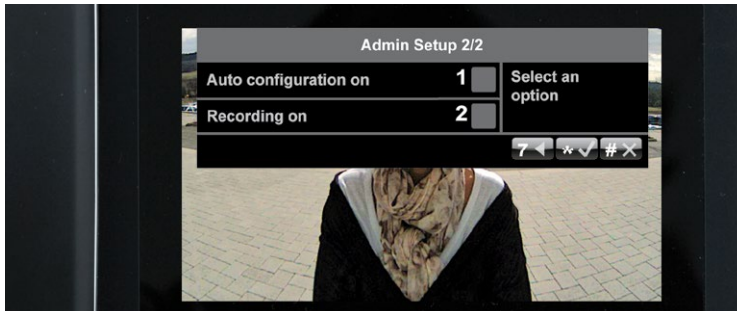 Admin Setup 2/2
Auto configuration on 1
Select an
option
Recording on 2
7 * #